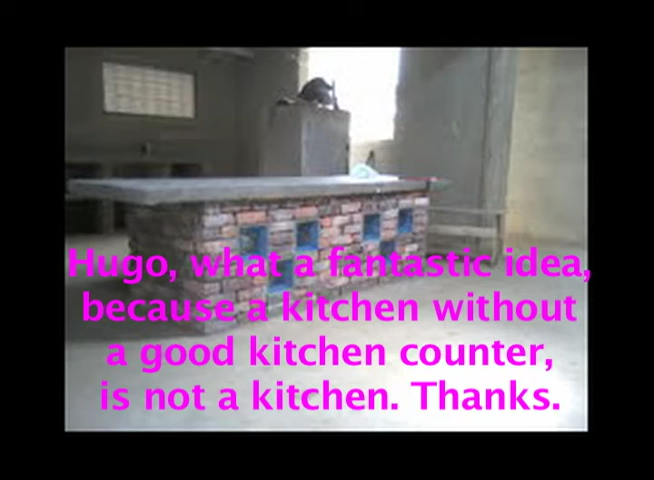 Hugo, what a fantastic idea,
because a kitchen without
a good kitchen counter,
is not a kitchen. Thanks.